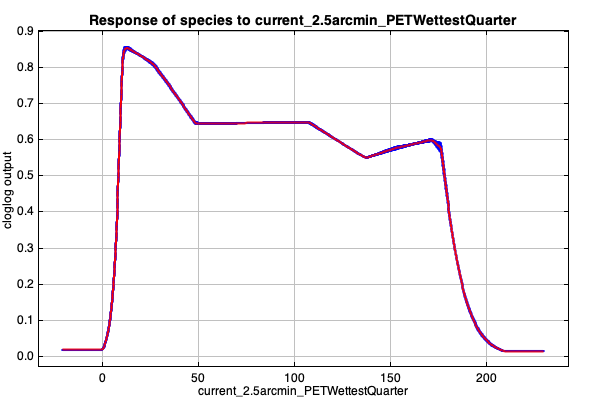 Response of species to current_2.5arcmin_PETWettestQuarter
0.9
0.8
0.7
0.6
0.5
0.4
0.3
0.2
0.1
0.0
cloglog output
0 50 100 150 200
current_2.5arcmin_PETWettestQuarter